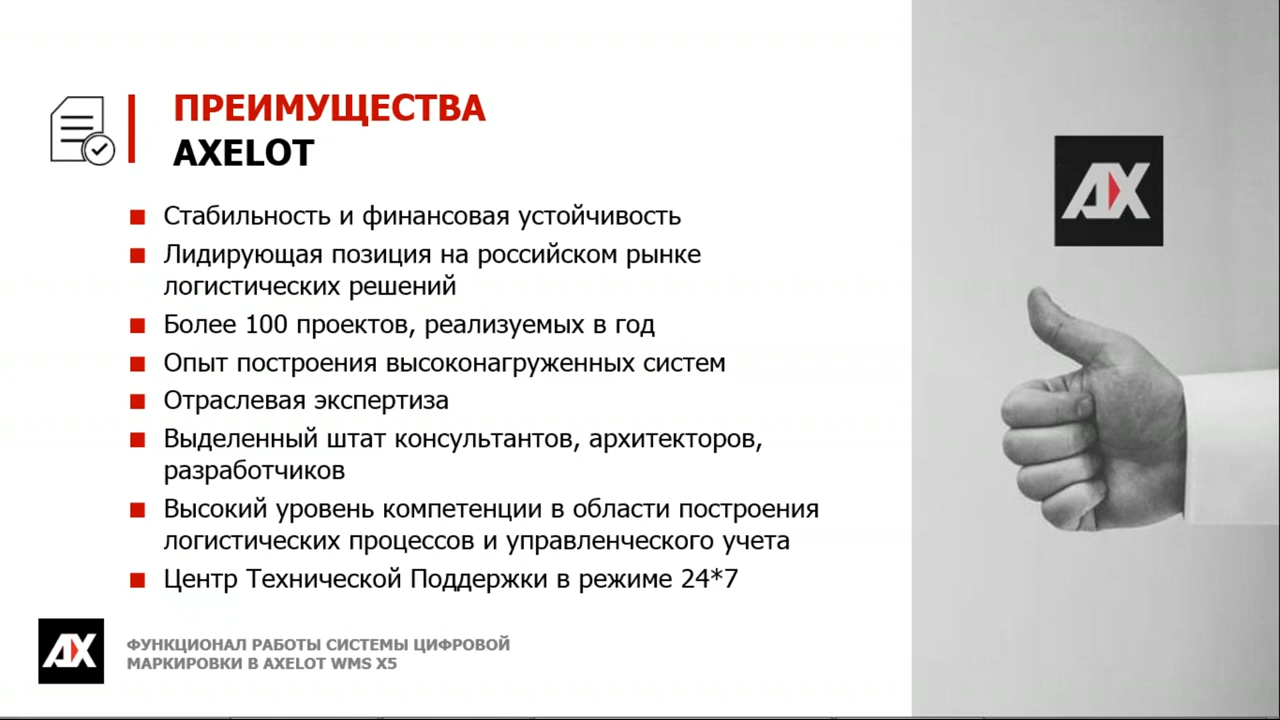 ПРЕИМУЩЕСТВА
AXELOT
Стабильность и финансовая устойчивость
Лидирующая позиция на российском рынке
логистических решений
Более 100 проектов, реализуемых в год
Опыт построения высоконагруженных систем
Отраслевая экспертиза
Выделенный штат консультантов, архитекторов,
разработчиков
Высокий уровень компетенции в области построения
логистических процессов и управленческого учета
Центр Технической Поддержки в режиме 24*7
AX
AX
ФУНКЦИОНАЛ РАБОТЫ СИСТЕМЫ ЦИФРОВОЙ
МАРКИРОВКИ В AXELOT WMS X5